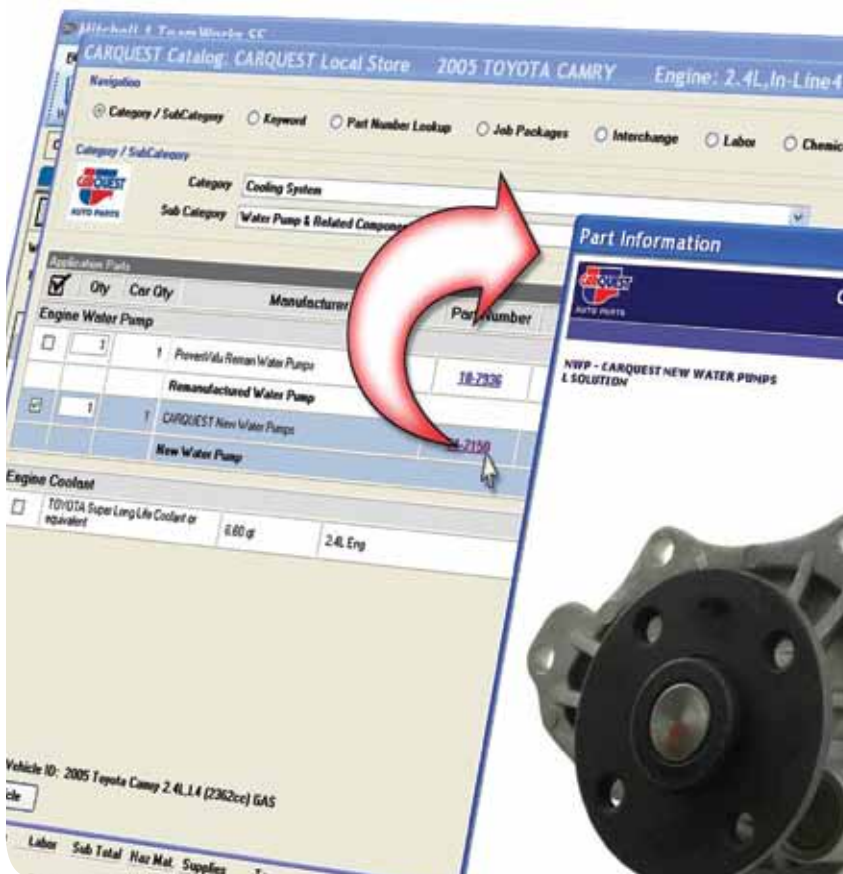 Mitchell 1 TeamWorks SE
CARQUEST Catalog: CARQUEST Local Store 2005 TOYOTA CAMRY Engine: 2.4L,In-Line4
Navigation
Category / SubCategory Keyword Part Number Lookup Job Packages Interchange Labor Chemic
Category / SubCategory
CARQUEST
AUTO PARTS
Category Cooling System
Sub Category Water Pump & Related Componen
Part Information
CARQUEST
AUTO PARTS
C
NWP - CARQUEST NEW WATER PUMPS
L SOLUTION
Application Parts
Qty Car Qty Manufacturer Part Number
Engine Water Pump
1 1 ProvenValu Reman Water Pumps 18-7936
Remanufactured Water Pump
1 1 CARQUEST New Water Pumps
New Water Pump
Engine Coolant
TOYOTA Super Long Life Coolant or
equivalent
6.60 qt 2.4L Eng
Vehicle ID: 2005 Toyota Camry 2.4L,L4 (2362cc) GAS
cle
Labor Sub Total Haz Mat. Supplies